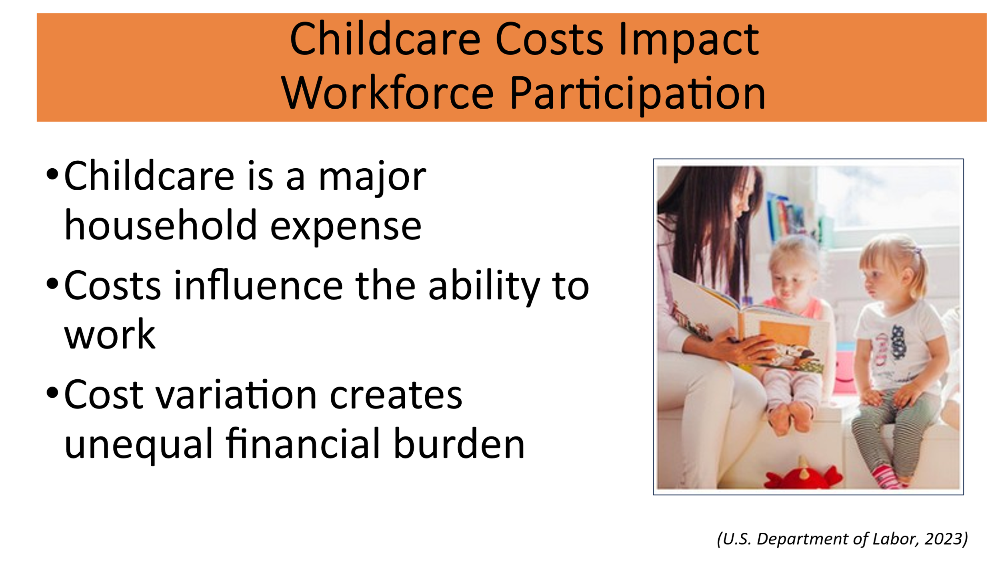 Childcare Costs Impact
Workforce Participation
•Childcare is a major
household expense
•Costs influence the ability to
work
•Cost variation creates
unequal financial burden
(U.S. Department of Labor, 2023)